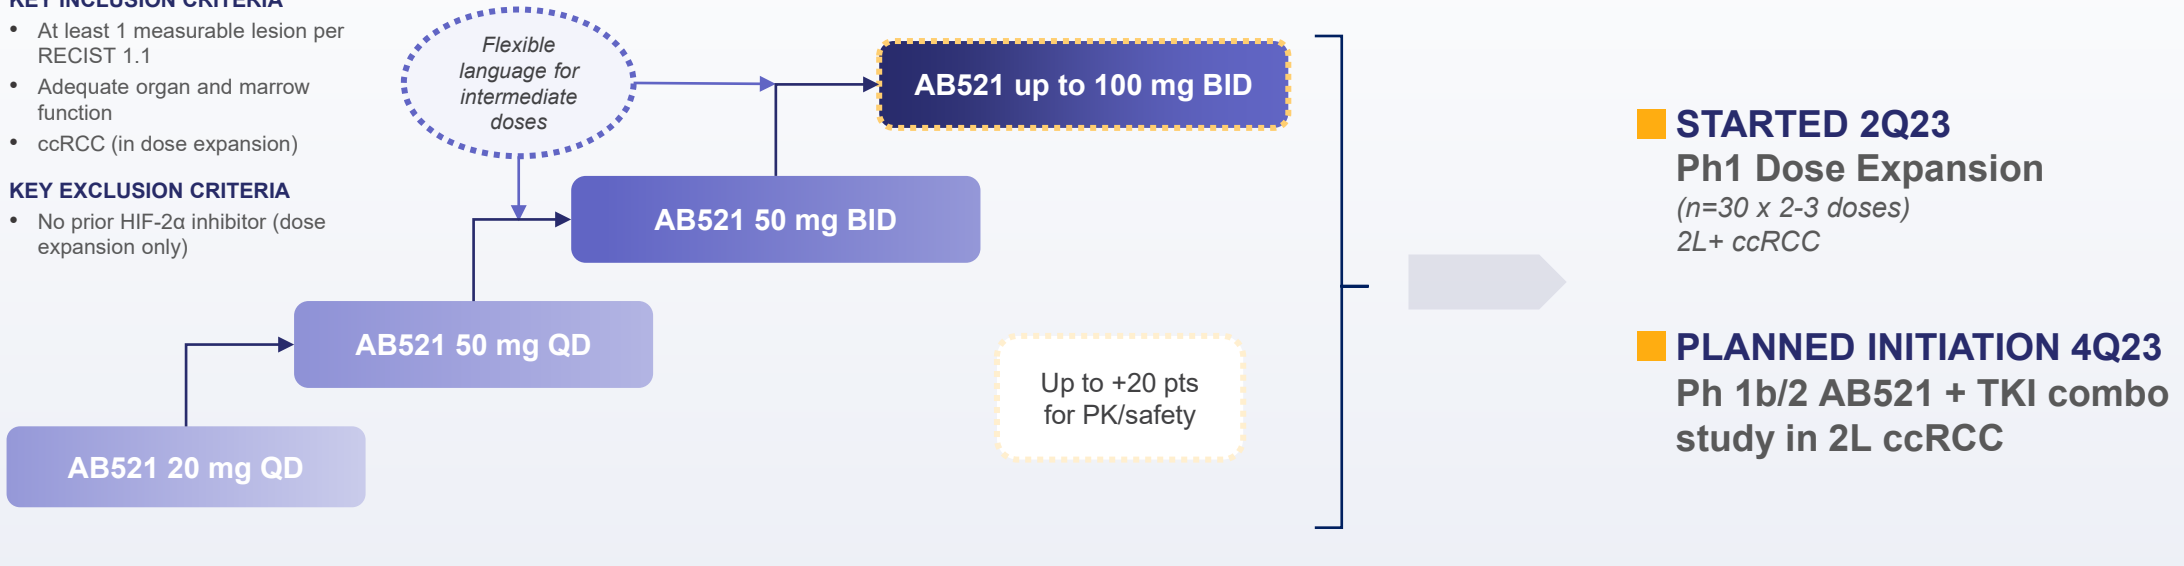 KEY INCLUSION CRITERIA
• At least 1 measurable lesion per
RECIST 1.1
• Adequate organ and marrow
function
• ccRCC (in dose expansion)
KEY EXCLUSION CRITERIA
• No prior HIF-2α inhibitor (dose
expansion only)
Flexible
language for
intermediate
doses
AB521 up to 100 mg BID
AB521 50 mg BID
AB521 50 mg QD
AB521 20 mg QD
Up to +20 pts
for PK/safety
STARTED 2Q23
Ph1 Dose Expansion
(n=30 x 2-3 doses)
2L+ ccRCC
PLANNED INITIATION 4Q23
Ph 1b/2 AB521 + TKI combo
study in 2L ccRCC